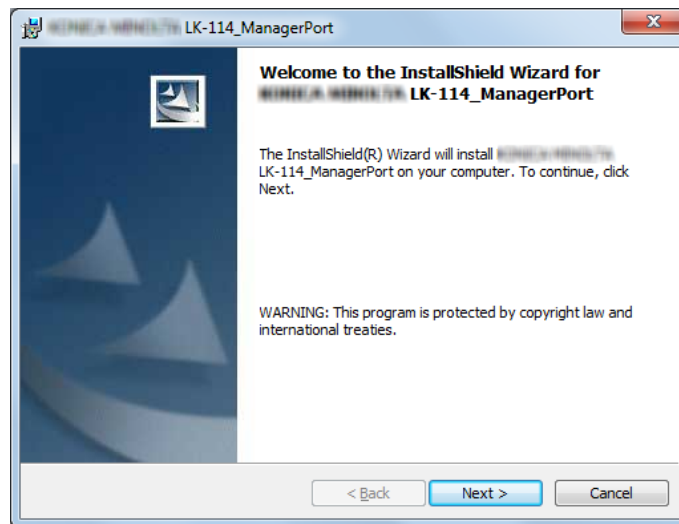 LK-114_ManagerPort
Welcome to the InstallShield Wizard for
LK-114_ManagerPort
The InstallShield(R) Wizard will install
LK-114_ManagerPort on your computer. To continue, click
Next.
WARNING: This program is protected by copyright law and
international treaties.
< Back
Next >
Cancel